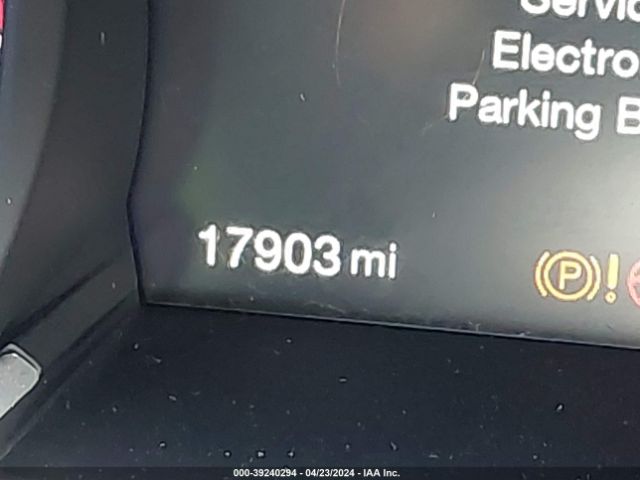 Electro
Parking B
17903 mi
(P)!
000-39240294 - 04/23/2024 - IAA Inc.